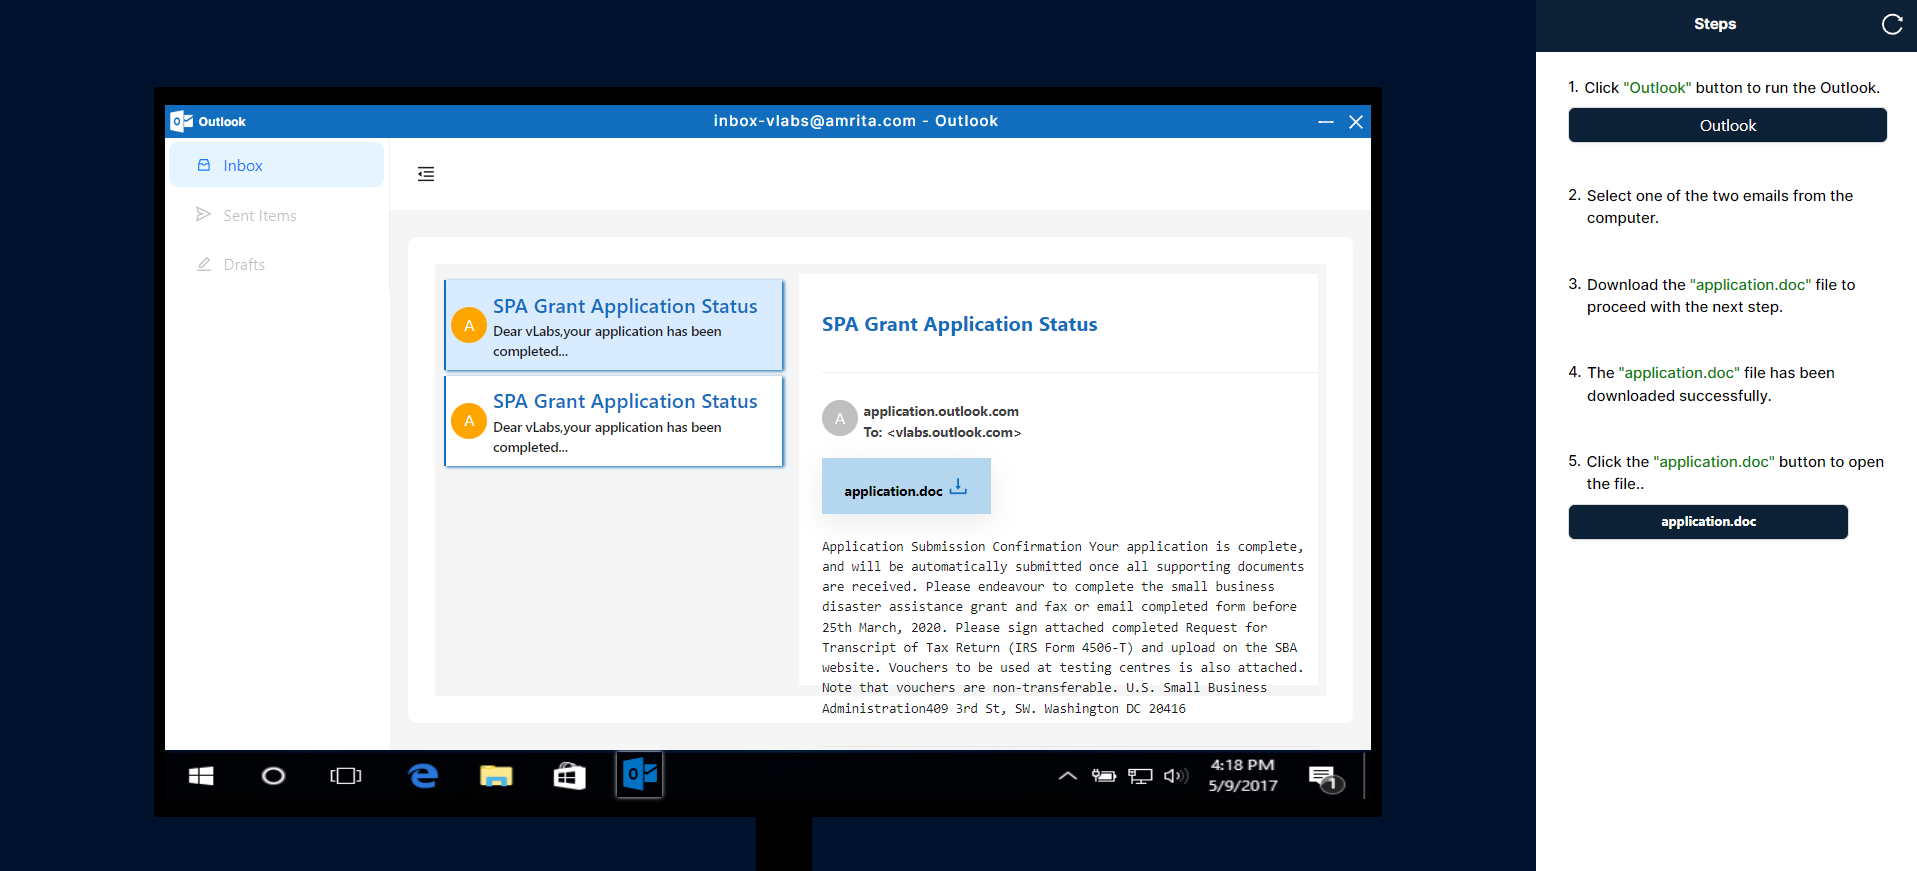 Steps
1. Click "Outlook" button to run the Outlook.
Outlook
2. Select one of the two emails from the
computer.
3. Download the "application.doc" file to
proceed with the next step.
4. The "application.doc" file has been
downloaded successfully.
5. Click the "application.doc" button to open
the file..
application.doc
Outlook
inbox-vlabs@amrita.com - Outlook
Inbox
Sent Items
Drafts
A
SPA Grant Application Status
Dear vLabs,your application has been
completed...
A
SPA Grant Application Status
Dear vLabs,your application has been
completed...
SPA Grant Application Status
A
application.outlook.com
To: <vlabs.outlook.com>
application.doc
Application Submission Confirmation Your application is complete,
and will be automatically submitted once all supporting documents
are received. Please endeavour to complete the small business
disaster assistance grant and fax or email completed form before
25th March, 2020. Please sign attached completed Request for
Transcript of Tax Return (IRS Form 4506-T) and upload on the SBA
website. Vouchers to be used at testing centres is also attached.
Note that vouchers are non-transferable. U.S. Small Business
Administration409 3rd St, SW. Washington DC 20416
4:18 PM
5/9/2017
1